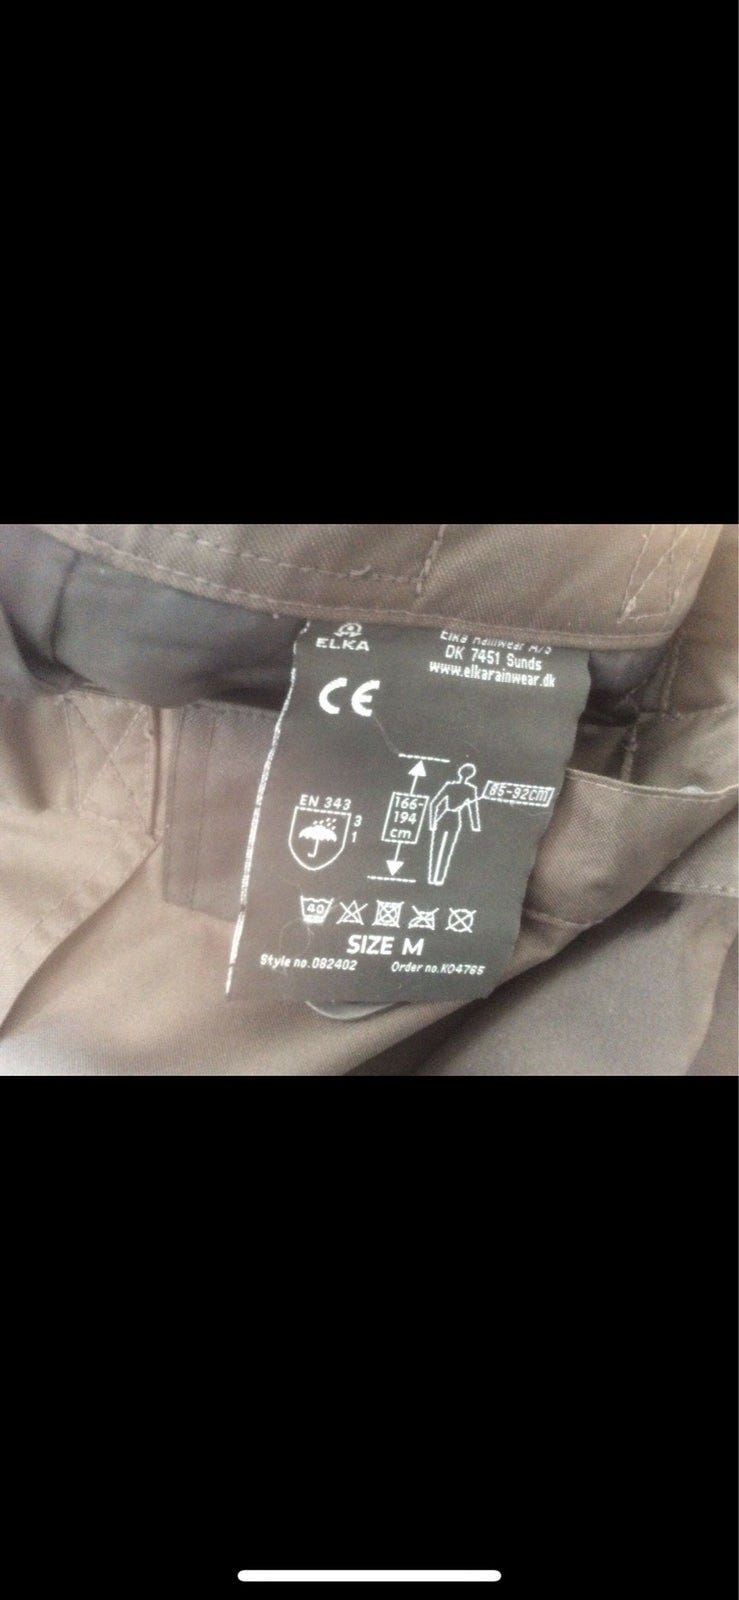 ELKA
Elka Rainwear A/S
DK 7451 Sunds
www.elkarainwear.dk
CE
EN 343
3
1
166-
194
cm
85-92cm
40
SIZE M
Style no.082402
Order no.K04765